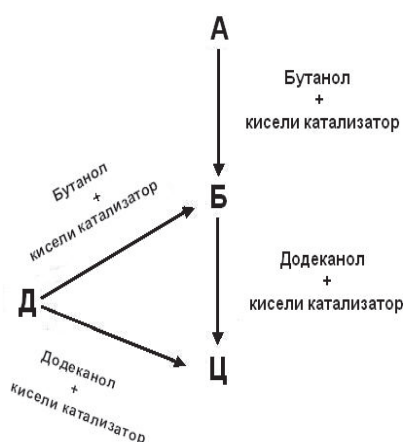 А
Бутанол
+
кисели катализатор
Бутанол
+
кисели катализатор
Б
Додеканол
+
кисели катализатор
Д
Додеканол
+
кисели катализатор
Ц